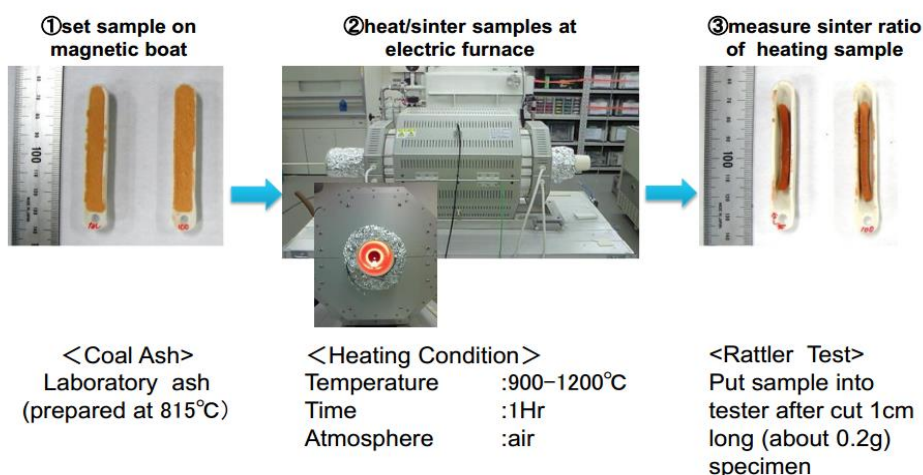 ①set sample on
magnetic boat
②heat/sinter samples at
electric furnace
③measure sinter ratio
of heating sample
100
100
＜Coal Ash>
Laboratory ash
(prepared at 815℃)
＜Heating Condition＞
Temperature :900-1200℃
Time :1Hr
Atmosphere :air
<Rattler Test>
Put sample into
tester after cut 1cm
long (about 0.2g)
specimen